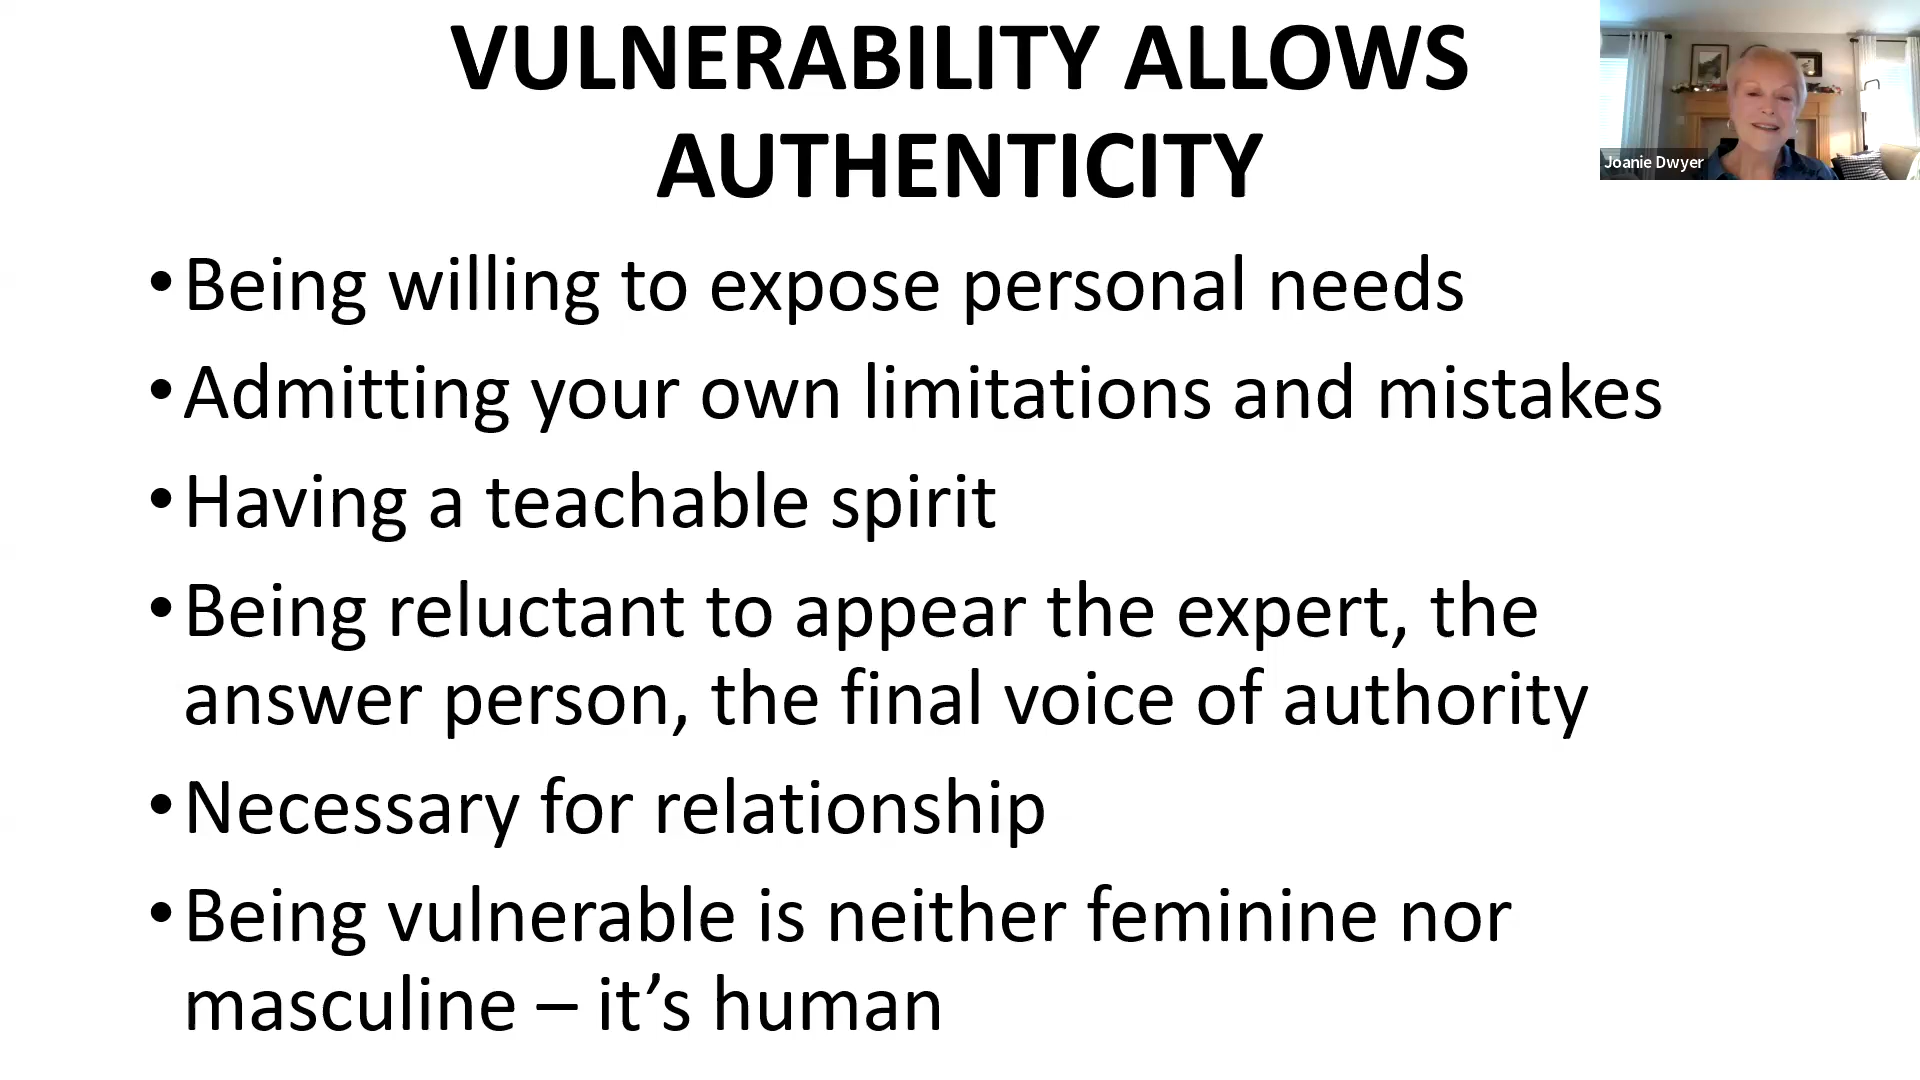 VULNERABILITY ALLOWS
AUTHENTICITY
Joanie Dwyer
•Being willing to expose personal needs
•Admitting your own limitations and mistakes
•Having a teachable spirit
•Being reluctant to appear the expert, the
answer person, the final voice of authority
•Necessary for relationship
•Being vulnerable is neither feminine nor
masculine – it’s human